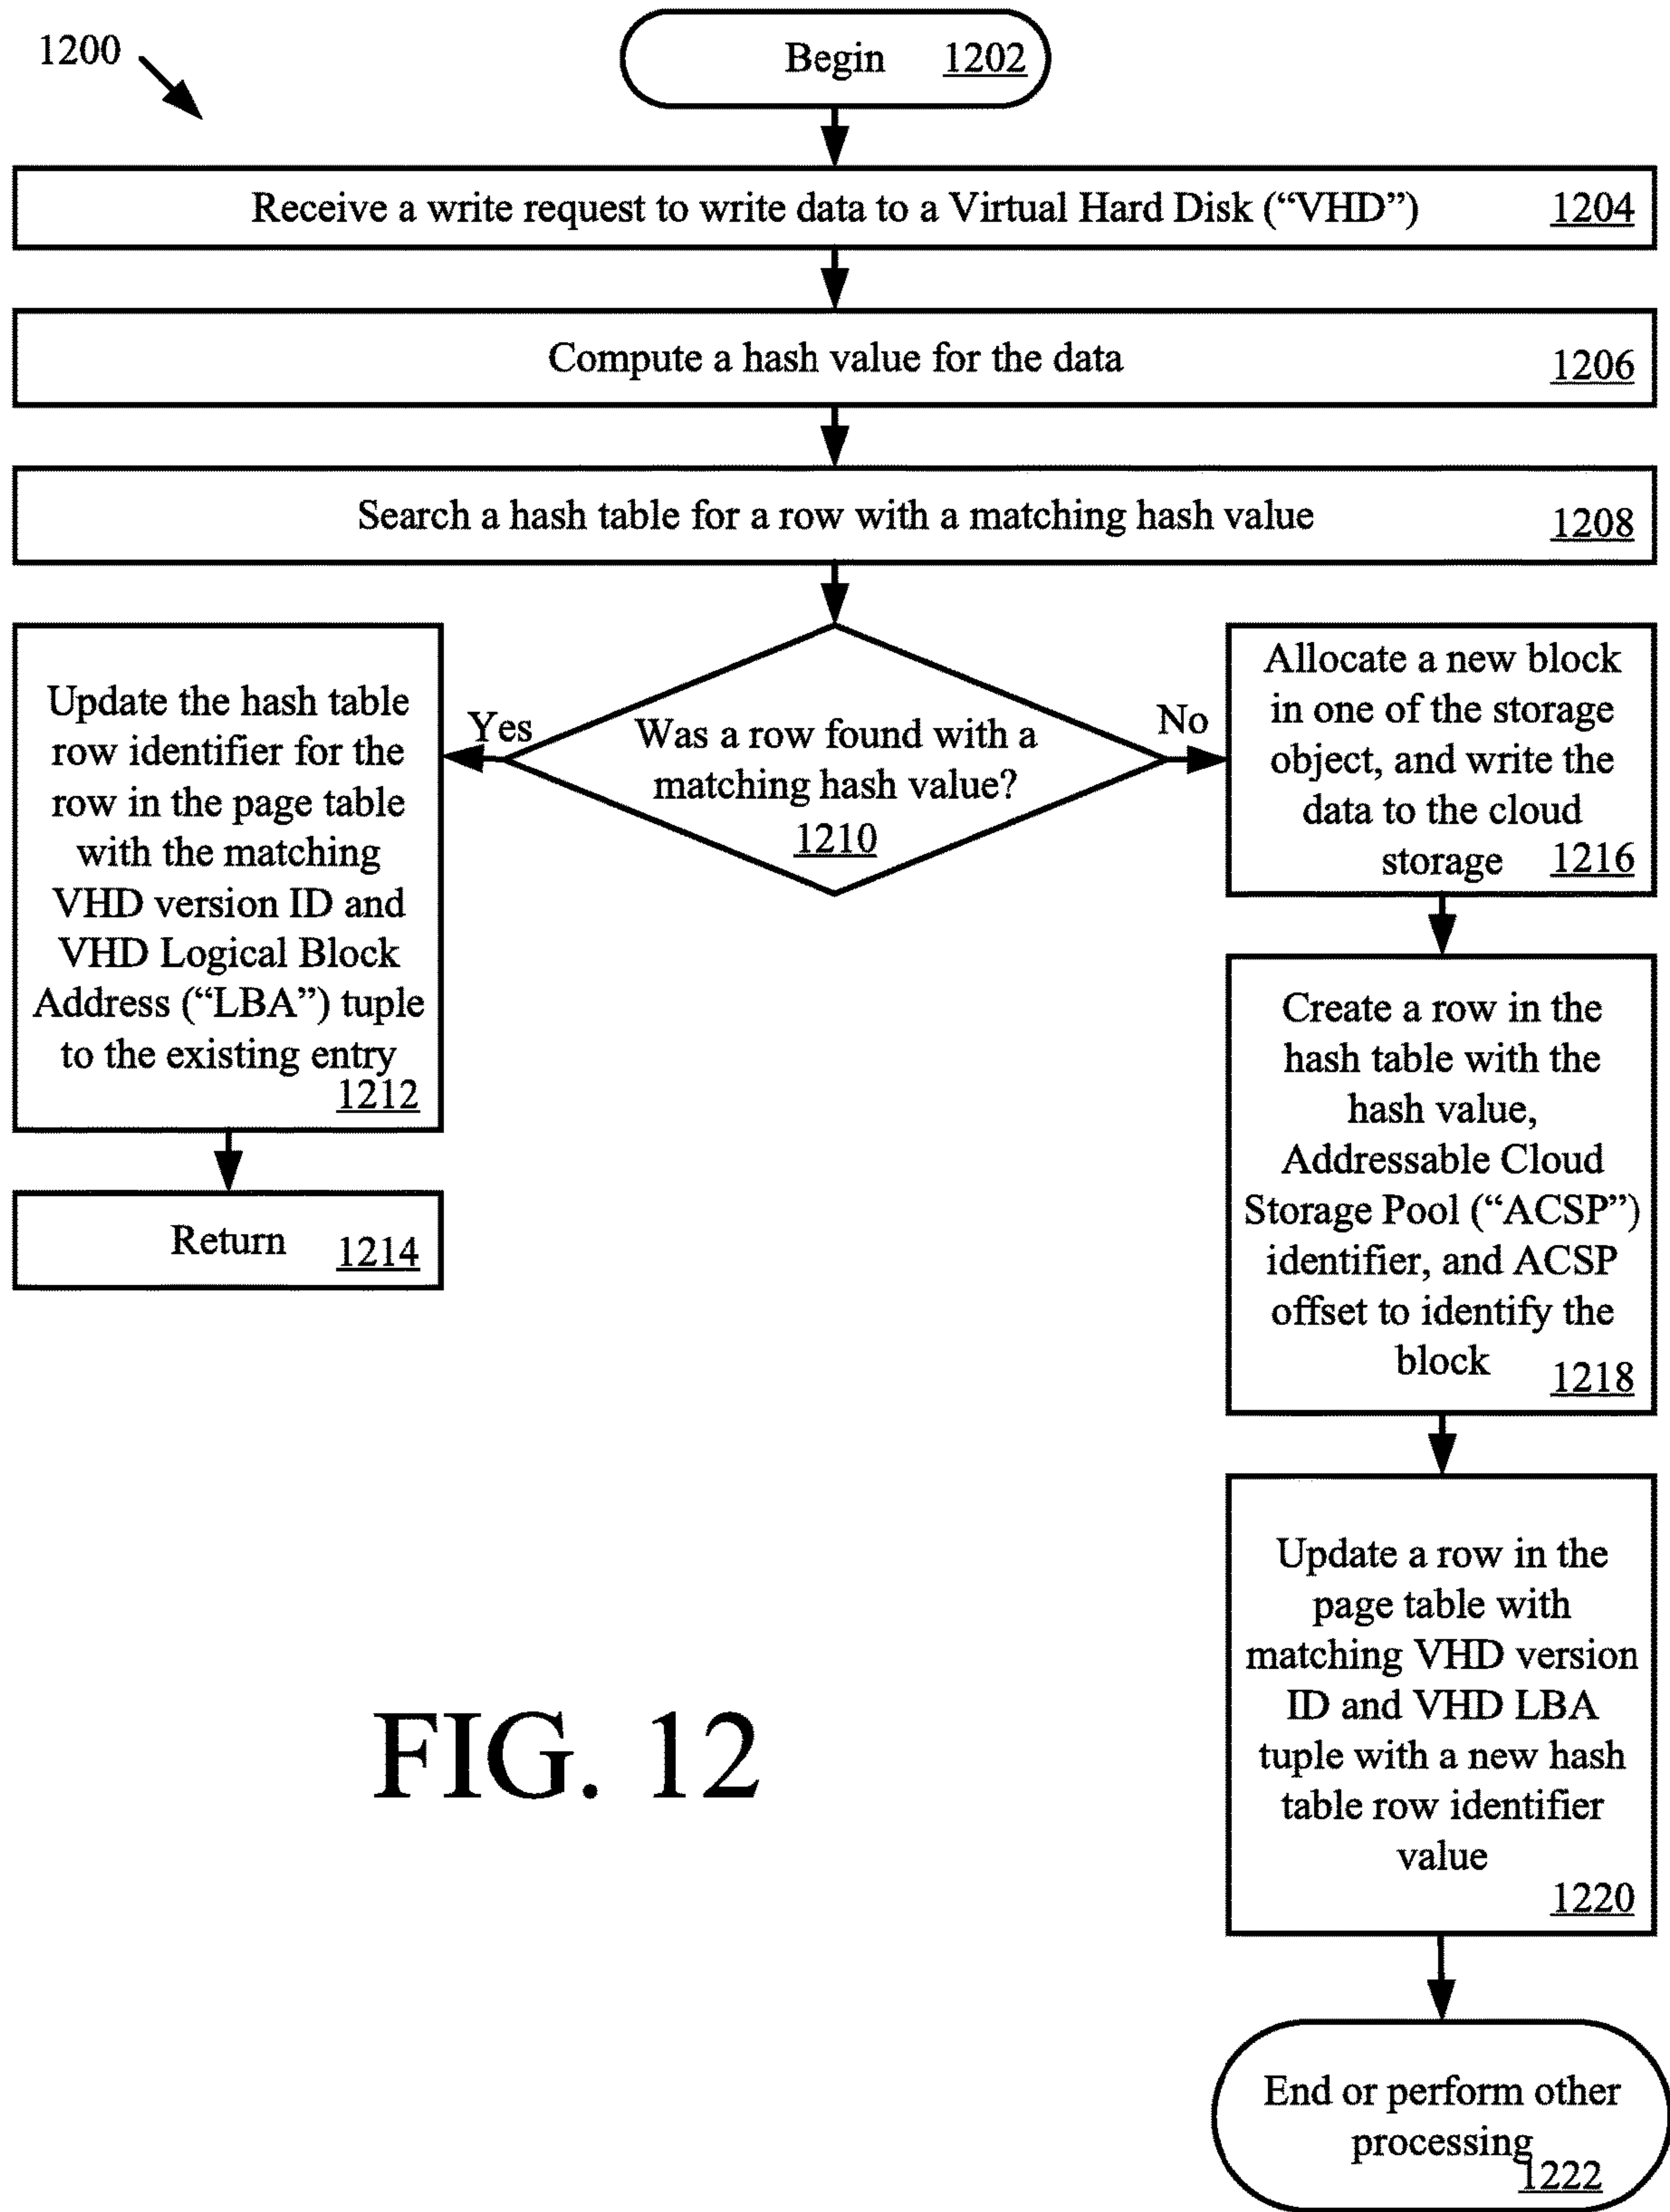 1200
Begin 1202
Receive a write request to write data to a Virtual Hard Disk (“VHD”) 1204
Compute a hash value for the data 1206
Search a hash table for a row with a matching hash value 1208
Was a row found with a
matching hash value?
1210
Yes
No
Update the hash table
row identifier for the
row in the page table
with the matching
VHD version ID and
VHD Logical Block
Address (“LBA”) tuple
to the existing entry
1212
Return 1214
Allocate a new block
in one of the storage
object, and write the
data to the cloud
storage 1216
Create a row in the
hash table with the
hash value,
Addressable Cloud
Storage Pool (“ACSP”)
identifier, and ACSP
offset to identify the
block 1218
Update a row in the
page table with
matching VHD version
ID and VHD LBA
tuple with a new hash
table row identifier
value
1220
End or perform other
processing
1222
FIG. 12